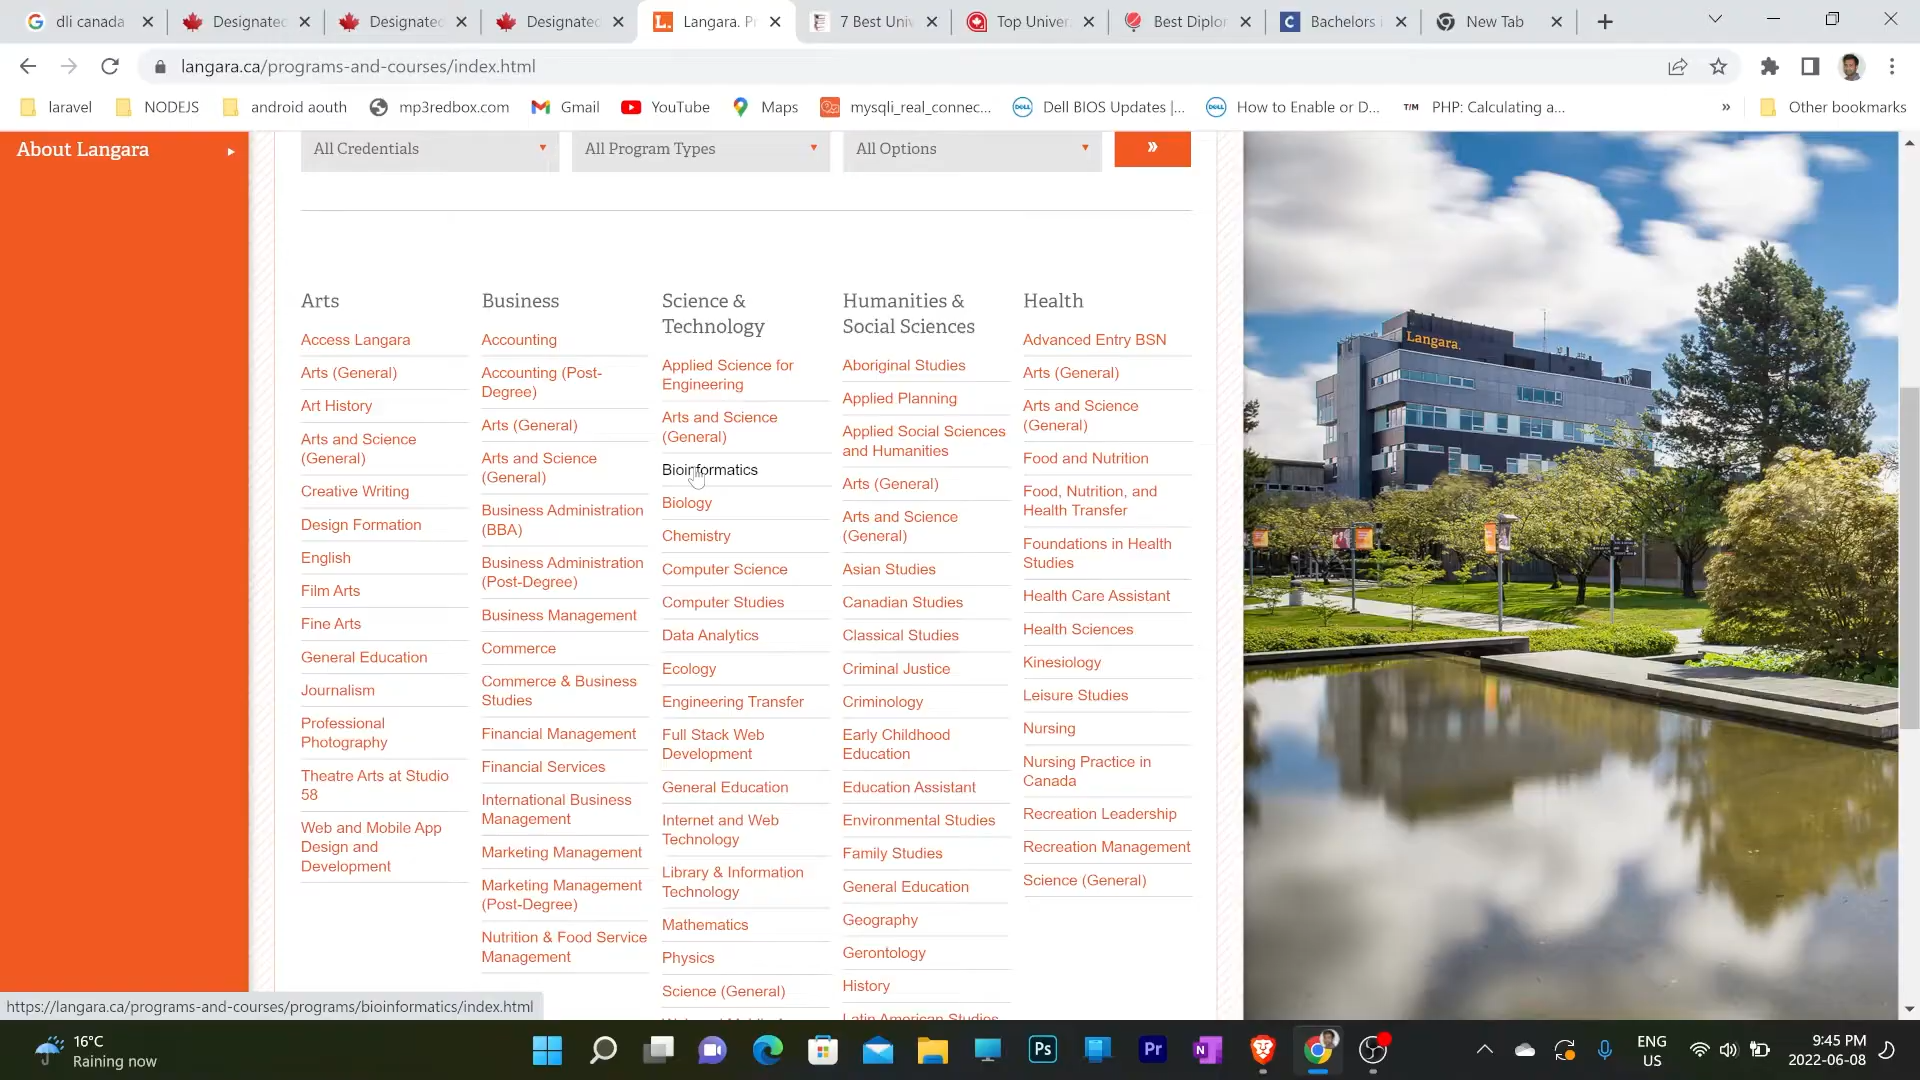 dli canada
Designated
Designated
Designated
Langara. P
7 Best Univ
Top Univer
Best Diplor
Bachelors i
New Tab
langara.ca/programs-and-courses/index.html
laravel
NODEJS
android aouth
mp3redbox.com
Gmail
YouTube
Maps
mysqli_real_connec...
Dell BIOS Updates |...
How to Enable or D...
PHP: Calculating a...
Other bookmarks
About Langara
All Credentials
All Program Types
All Options
Arts
Access Langara
Arts (General)
Art History
Arts and Science
(General)
Creative Writing
Design Formation
English
Film Arts
Fine Arts
General Education
Journalism
Professional
Photography
Theatre Arts at Studio
58
Web and Mobile App
Design and
Development
Business
Accounting
Accounting (Post-
Degree)
Arts (General)
Arts and Science
(General)
Business Administration
(BBA)
Business Administration
(Post-Degree)
Business Management
Commerce
Commerce & Business
Studies
Financial Management
Financial Services
International Business
Management
Marketing Management
Marketing Management
(Post-Degree)
Nutrition & Food Service
Management
Science &
Technology
Applied Science for
Engineering
Arts and Science
(General)
Bioinformatics
Biology
Chemistry
Computer Science
Computer Studies
Data Analytics
Ecology
Engineering Transfer
Full Stack Web
Development
General Education
Internet and Web
Technology
Library & Information
Technology
Mathematics
Physics
Science (General)
Humanities &
Social Sciences
Aboriginal Studies
Applied Planning
Applied Social Sciences
and Humanities
Arts (General)
Arts and Science
(General)
Asian Studies
Canadian Studies
Classical Studies
Criminal Justice
Criminology
Early Childhood
Education
Education Assistant
Environmental Studies
Family Studies
General Education
Geography
Gerontology
History
Latin American Studies
Health
Advanced Entry BSN
Arts (General)
Arts and Science
(General)
Food and Nutrition
Food, Nutrition, and
Health Transfer
Foundations in Health
Studies
Health Care Assistant
Health Sciences
Kinesiology
Leisure Studies
Nursing
Nursing Practice in
Canada
Recreation Leadership
Recreation Management
Science (General)
Langara.
https://langara.ca/programs-and-courses/programs/bioinformatics/index.html
16°C
Raining now
Ps
Pr
N
ENG
US
9:45 PM
2022-06-08